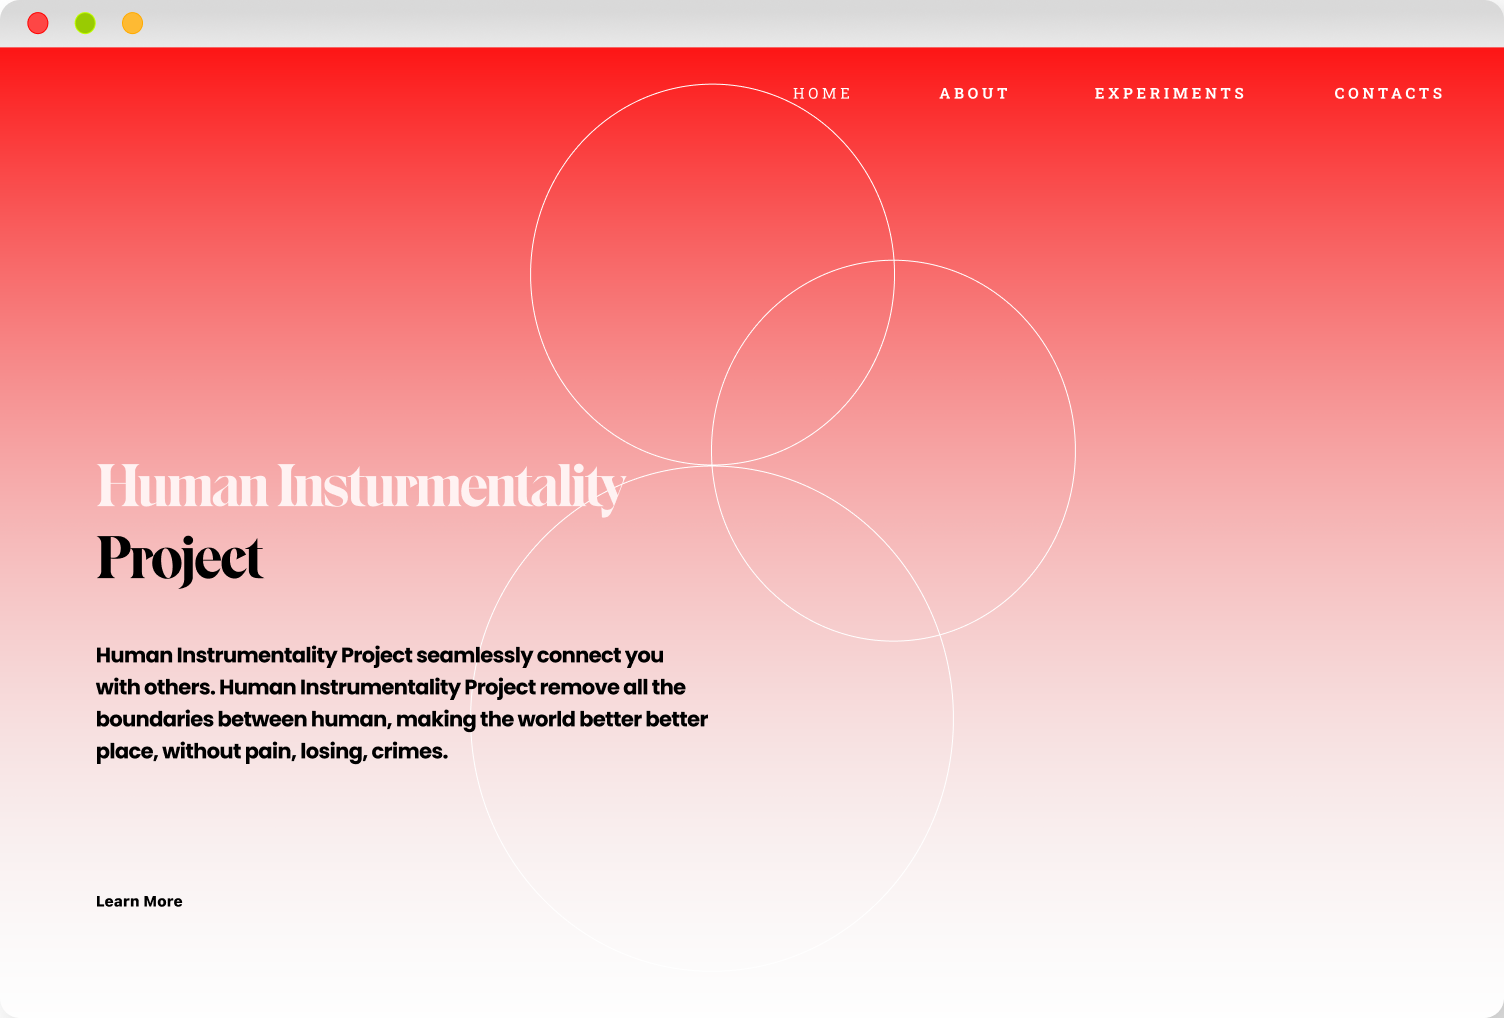 HOME ABOUT EXPERIMENTS CONTACTS
Human Insturmentality
Project
Human Instrumentality Project seamlessly connect you
with others. Human Instrumentality Project remove all the
boundaries between human, making the world better better
place, without pain, losing, crimes.
Learn More